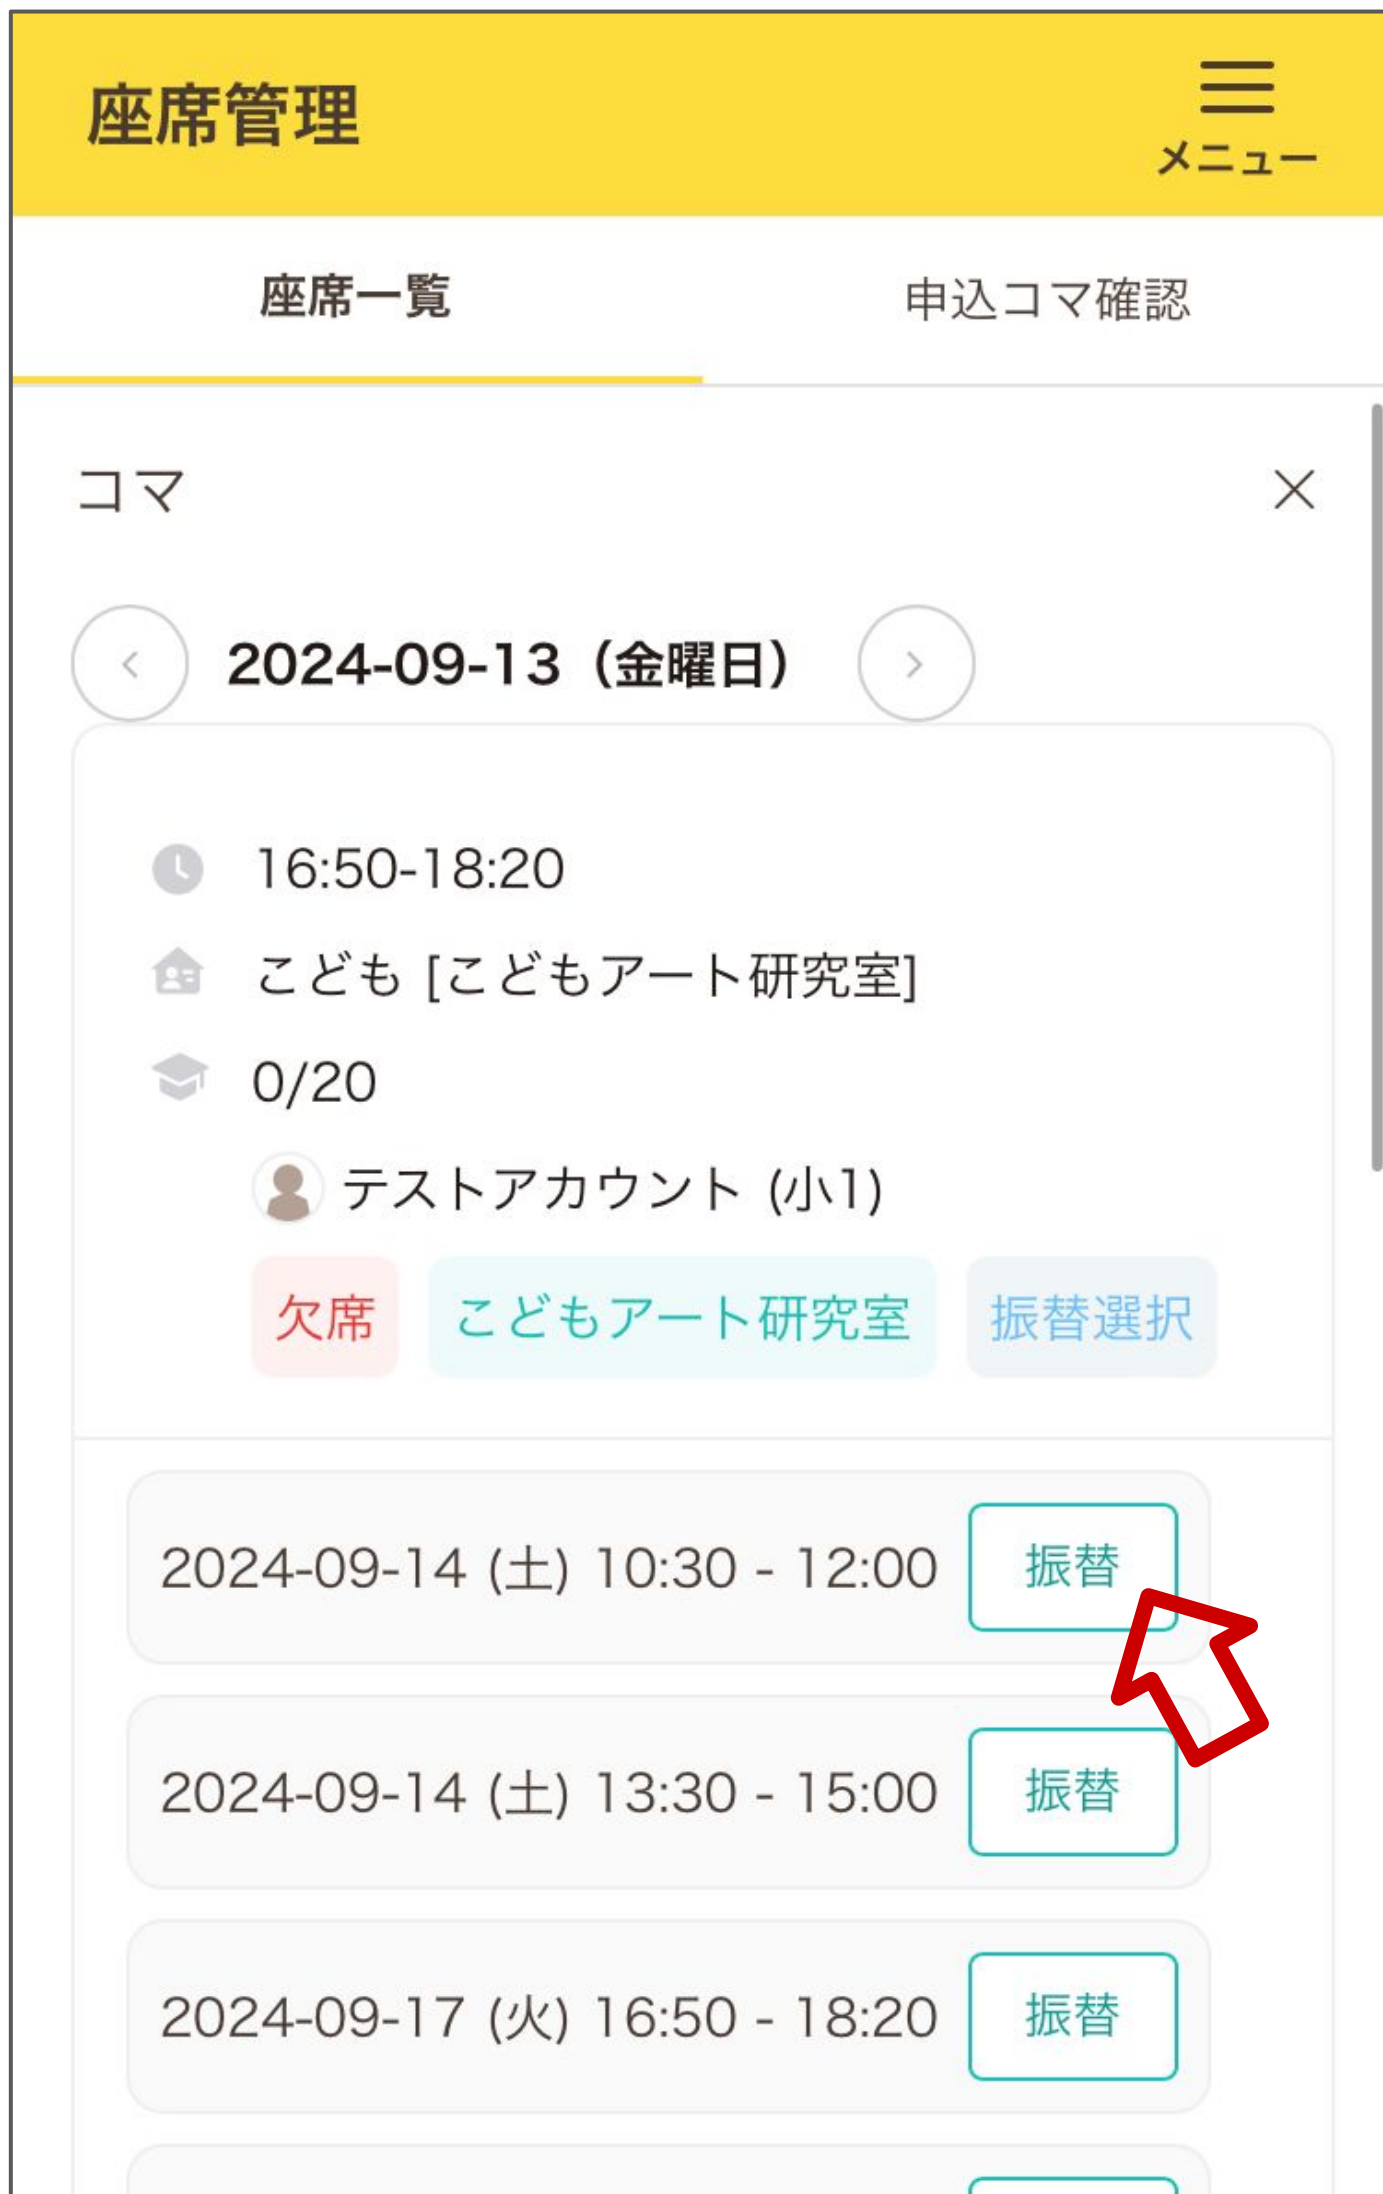 座席管理
メニュー
座席一覧
申込コマ確認
コマ
2024-09-13（金曜日）
16:50-18:20
こども [こどもアート研究室]
0/20
テストアカウント (小1)
欠席 こどもアート研究室 振替選択
2024-09-14 (土) 10:30 - 12:00 振替
2024-09-14 (土) 13:30 - 15:00 振替
2024-09-17 (火) 16:50 - 18:20 振替